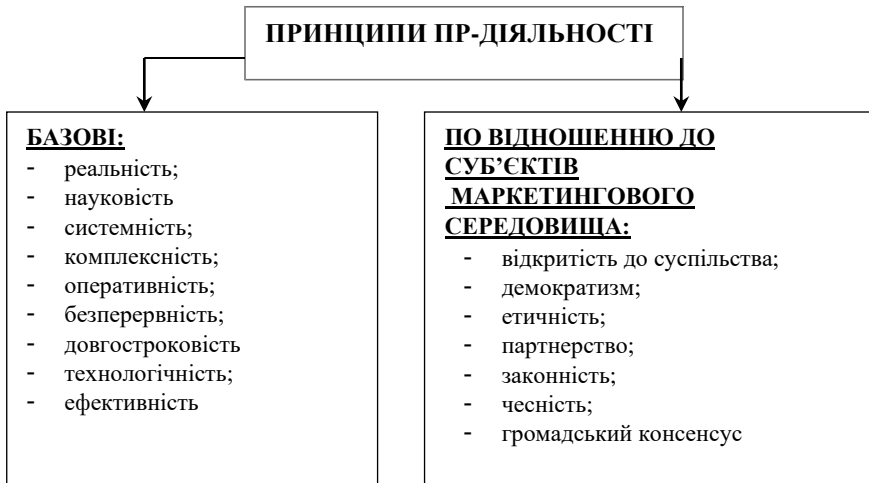 ПРИНЦИПИ ПР-ДІЯЛЬНОСТІ
БАЗОВІ:
- реальність;
- науковість
- системність;
- комплексність;
- оперативність;
- безперервність;
- довгостроковість
- технологічність;
- ефективність
ПО ВІДНОШЕННЮ ДО
СУБ’ЄКТІВ
МАРКЕТИНГОВОГО
СЕРЕДОВИЩА:
- відкритість до суспільства;
- демократизм;
- етичність;
- партнерство;
- законність;
- чесність;
- громадський консенсус